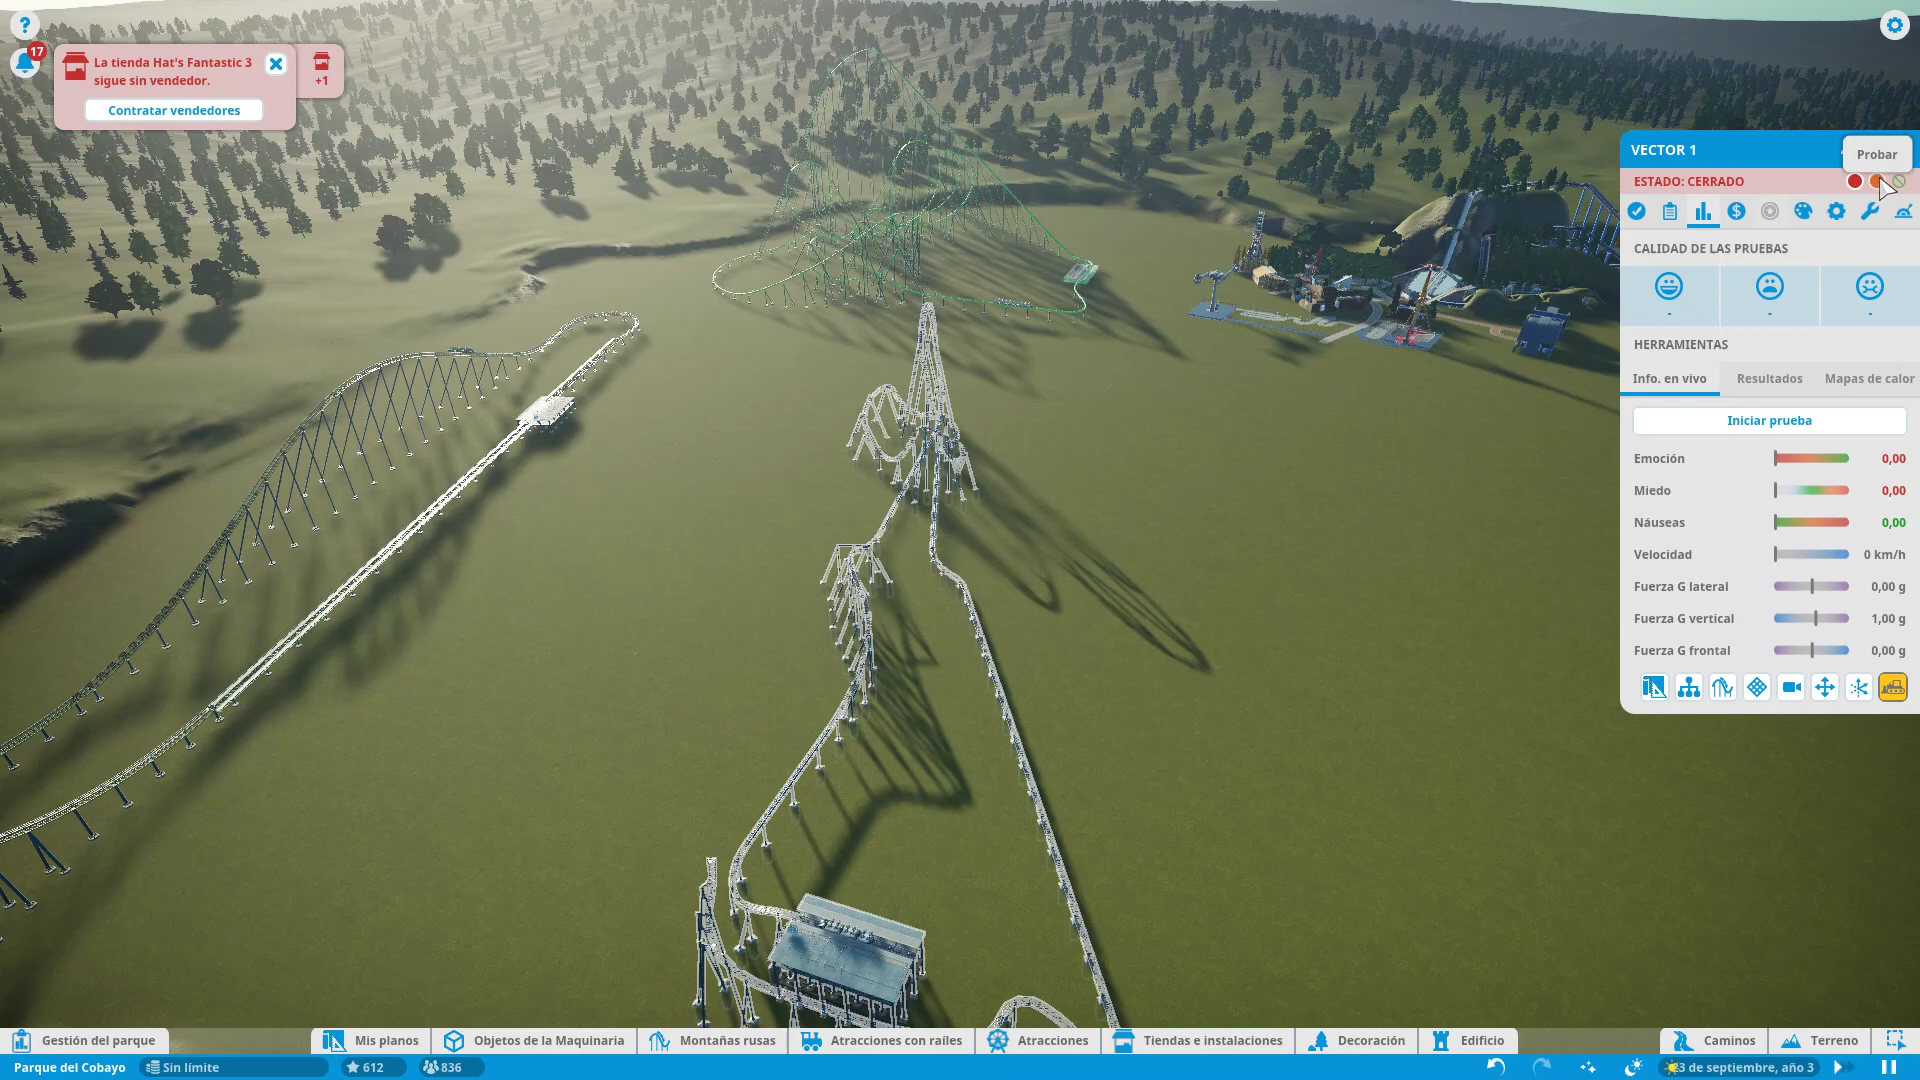 ?
17
La tienda Hat's Fantastic 3
sigue sin vendedor.
Contratar vendedores
+1
VECTOR 1
Probar
ESTADO: CERRADO
CALIDAD DE LAS PRUEBAS
- - -
HERRAMIENTAS
Info. en vivo Resultados Mapas de calor
Iniciar prueba
Emoción 0,00
Miedo 0,00
Náuseas 0,00
Velocidad 0 km/h
Fuerza G lateral 0,00 g
Fuerza G vertical 1,00 g
Fuerza G frontal 0,00 g
Gestión del parque Mis planos Objetos de la Maquinaria Montañas rusas Atracciones con raíles Atracciones Tiendas e instalaciones Decoración Edificio Caminos Terreno
Parque del Cobayo Sin límite 612 836 3 de septiembre, año 3